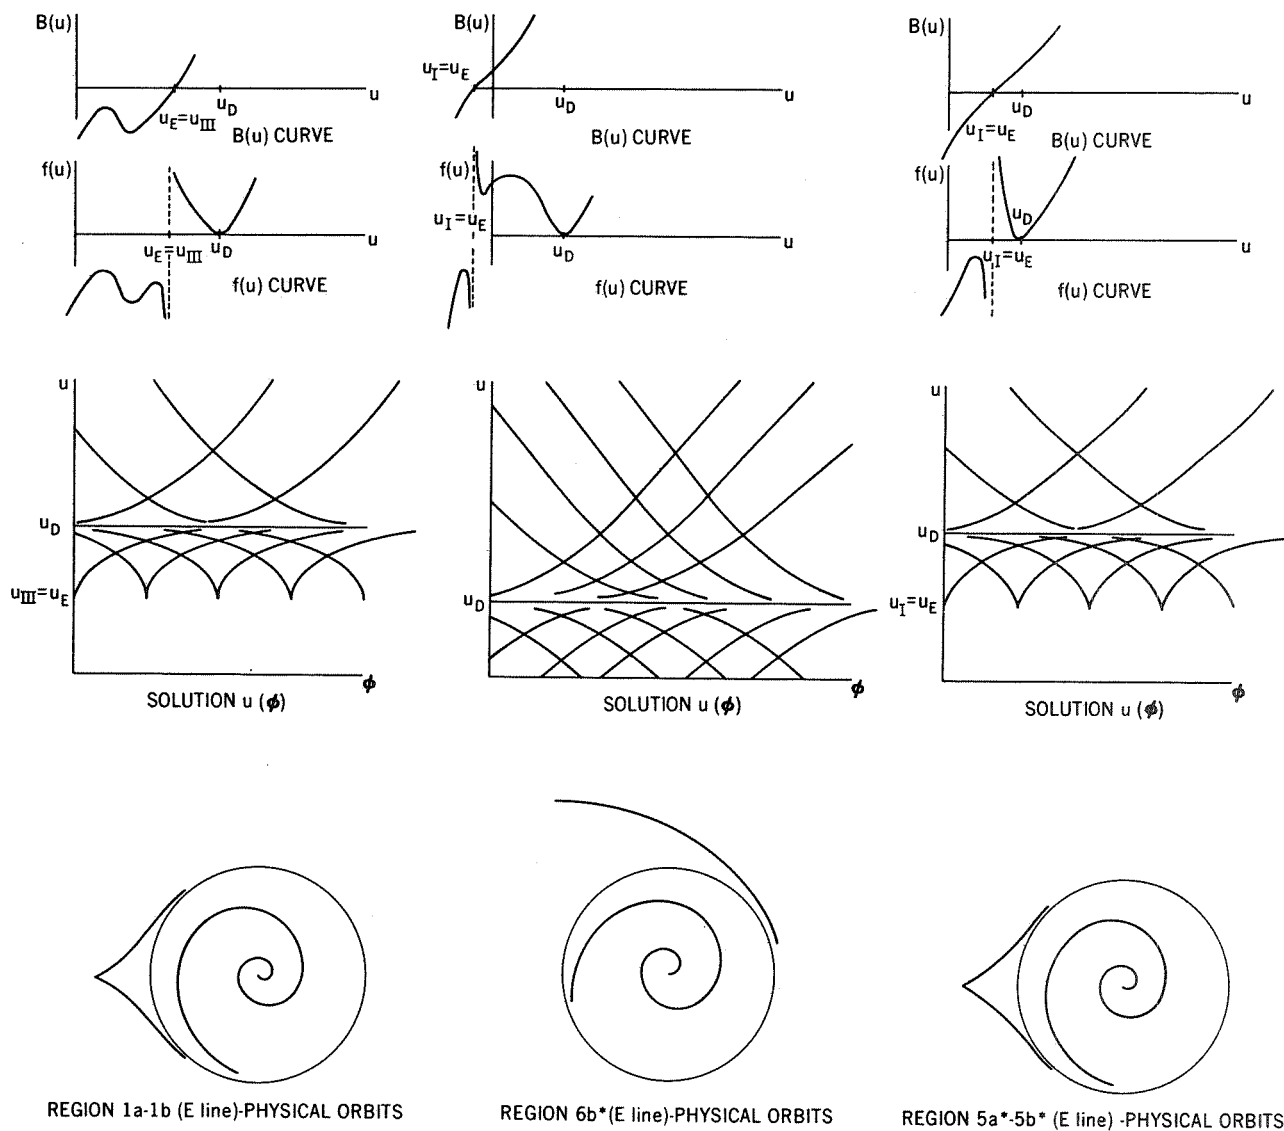 B(u)
u
u_D
u_E=u_III
B(u) CURVE
f(u)
u
u_E=u_III
u_D
f(u) CURVE
u
u_D
u_III=u_E
ϕ
SOLUTION u (ϕ)
REGION 1a-1b (E line)-PHYSICAL ORBITS
B(u)
u_I=u_E
u
u_D
B(u) CURVE
f(u)
u_I=u_E
u
u_D
f(u) CURVE
u
u_D
ϕ
SOLUTION u (ϕ)
REGION 6b*(E line)-PHYSICAL ORBITS
B(u)
u
u_D
u_I=u_E
B(u) CURVE
f(u)
u_D
u
u_I=u_E
f(u) CURVE
u
u_D
u_I=u_E
ϕ
SOLUTION u (ϕ)
REGION 5a*-5b* (E line) -PHYSICAL ORBITS